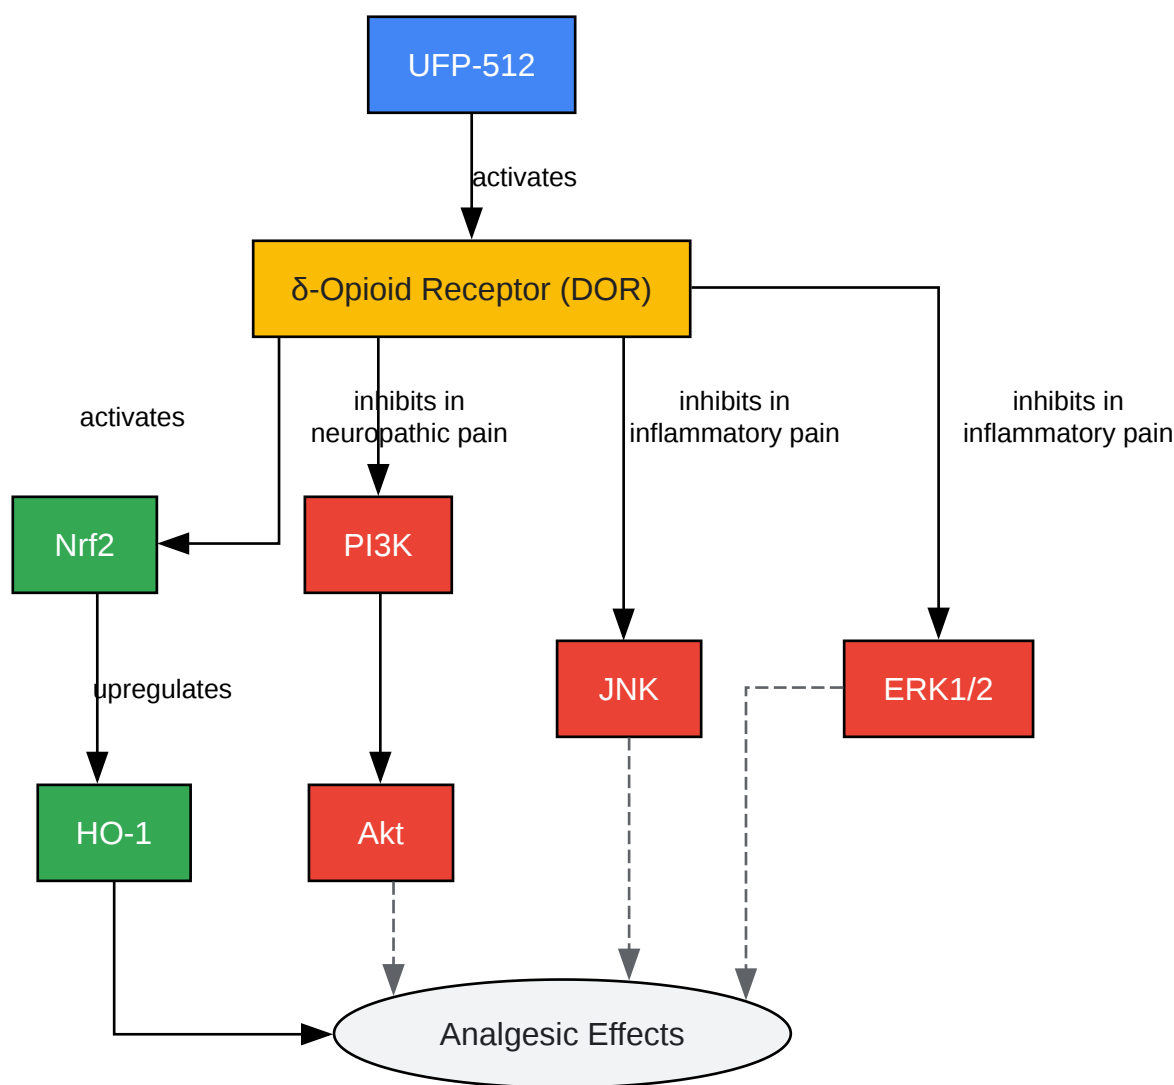 UFP-512
activates
δ-Opioid Receptor (DOR)
activates
inhibits in
neuropathic pain
inhibits in
inflammatory pain
inhibits in
inflammatory pain
Nrf2
PI3K
upregulates
JNK
ERK1/2
HO-1
Akt
Analgesic Effects